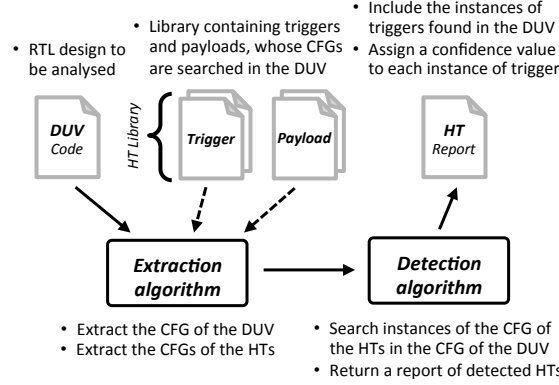 • RTL design to
be analysed
• Library containing triggers
and payloads, whose CFGs
are searched in the DUV
• Include the instances of
triggers found in the DUV
• Assign a confidence value
to each instance of trigger
DUV
Code
HT Library
Trigger
Payload
HT
Report
Extraction
algorithm
Detection
algorithm
• Extract the CFG of the DUV
• Extract the CFGs of the HTs
• Search instances of the CFG of
the HTs in the CFG of the DUV
• Return a report of detected HTs